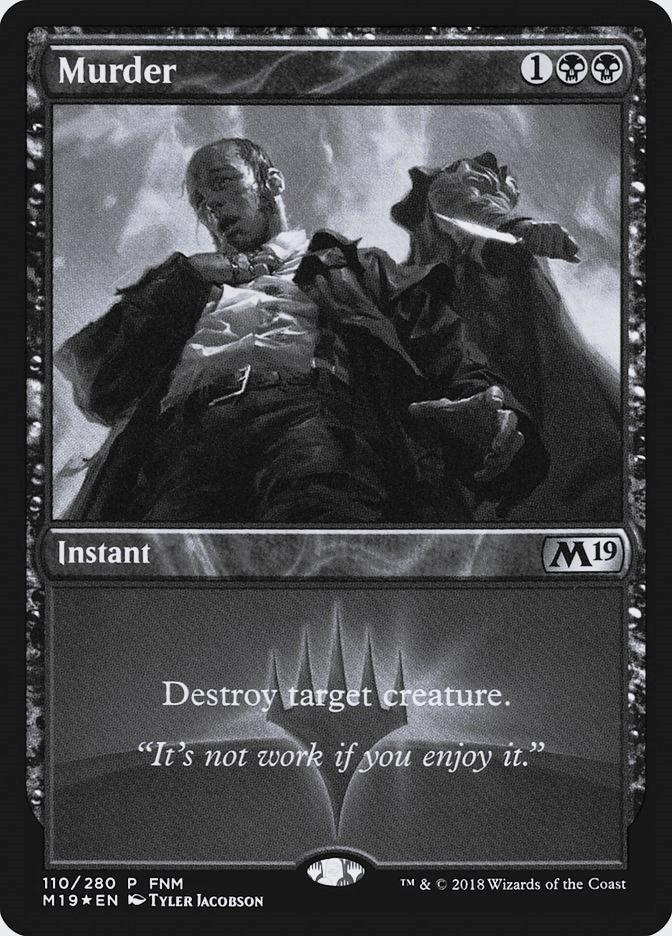 Murder 1
Instant M19
Destroy target creature.
“It’s not work if you enjoy it.”
110/280 P FNM
M19★EN Tyler Jacobson
™ & © 2018 Wizards of the Coast